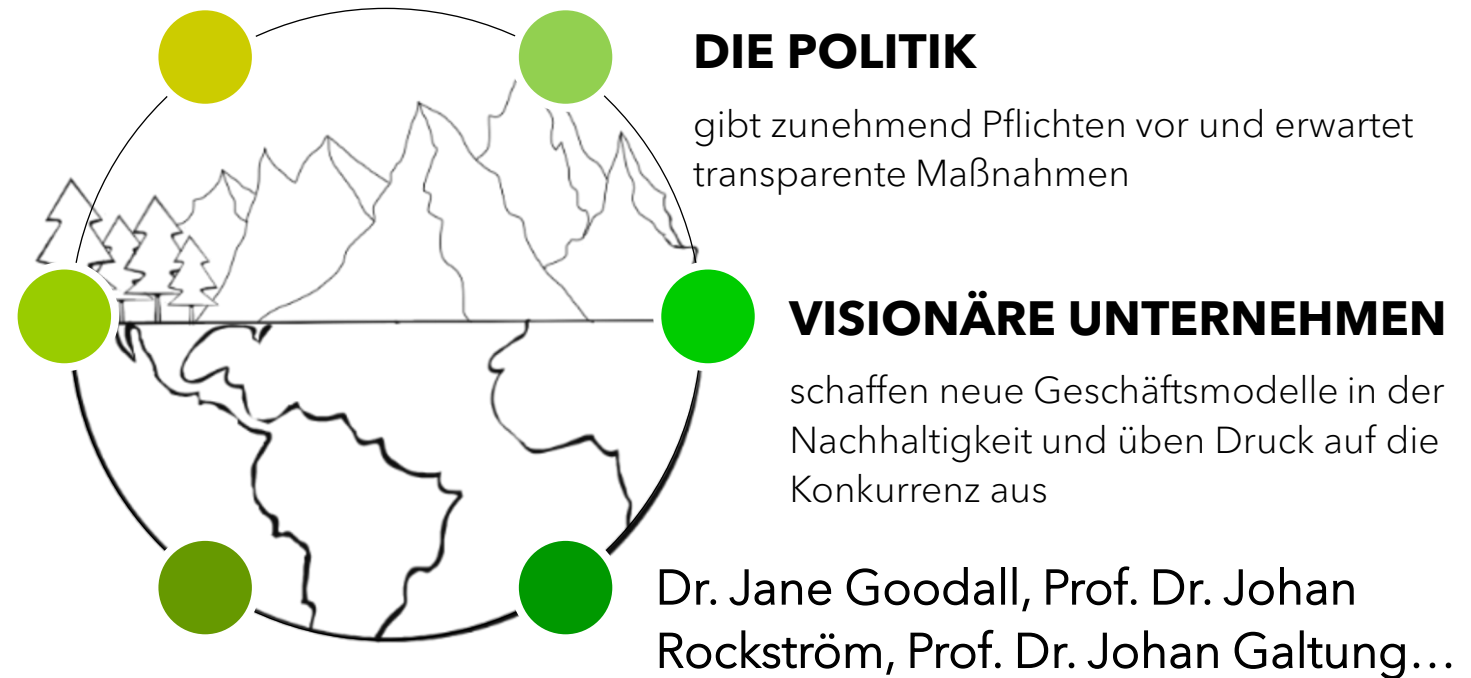 DIE POLITIK
gibt zunehmend Pflichten vor und erwartet
transparente Maßnahmen
VISIONÄRE UNTERNEHMEN
schaffen neue Geschäftsmodelle in der
Nachhaltigkeit und üben Druck auf die
Konkurrenz aus
Dr. Jane Goodall, Prof. Dr. Johan
Rockström, Prof. Dr. Johan Galtung…